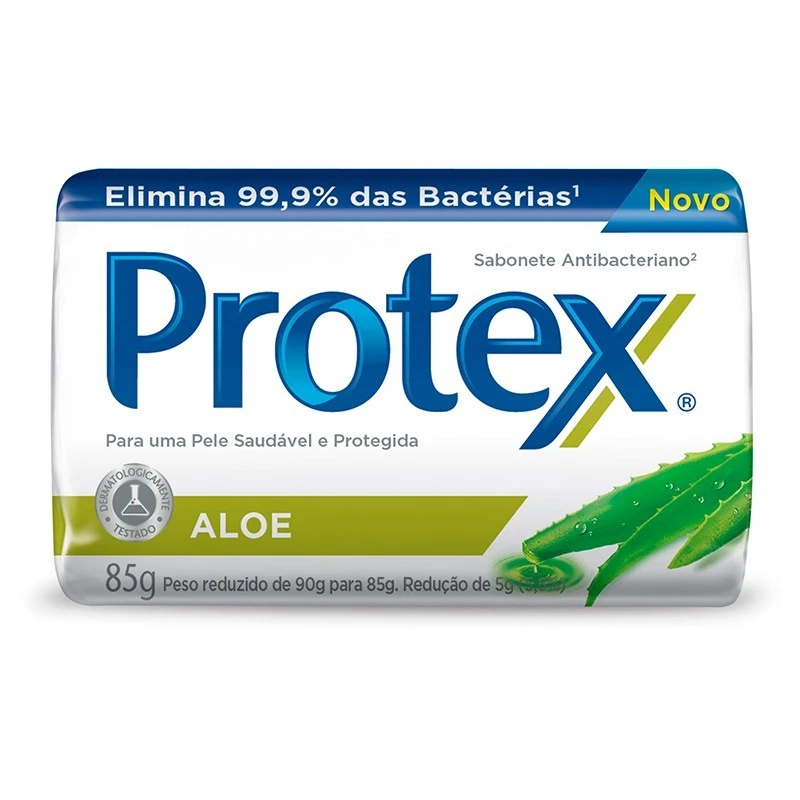 Elimina 99,9% das Bactérias¹
Novo
Sabonete Antibacteriano²
Protex®
Para uma Pele Saudável e Protegida
DERMATOLOGICAMENTE
TESTADO
ALOE
85g Peso reduzido de 90g para 85g. Redução de 5g